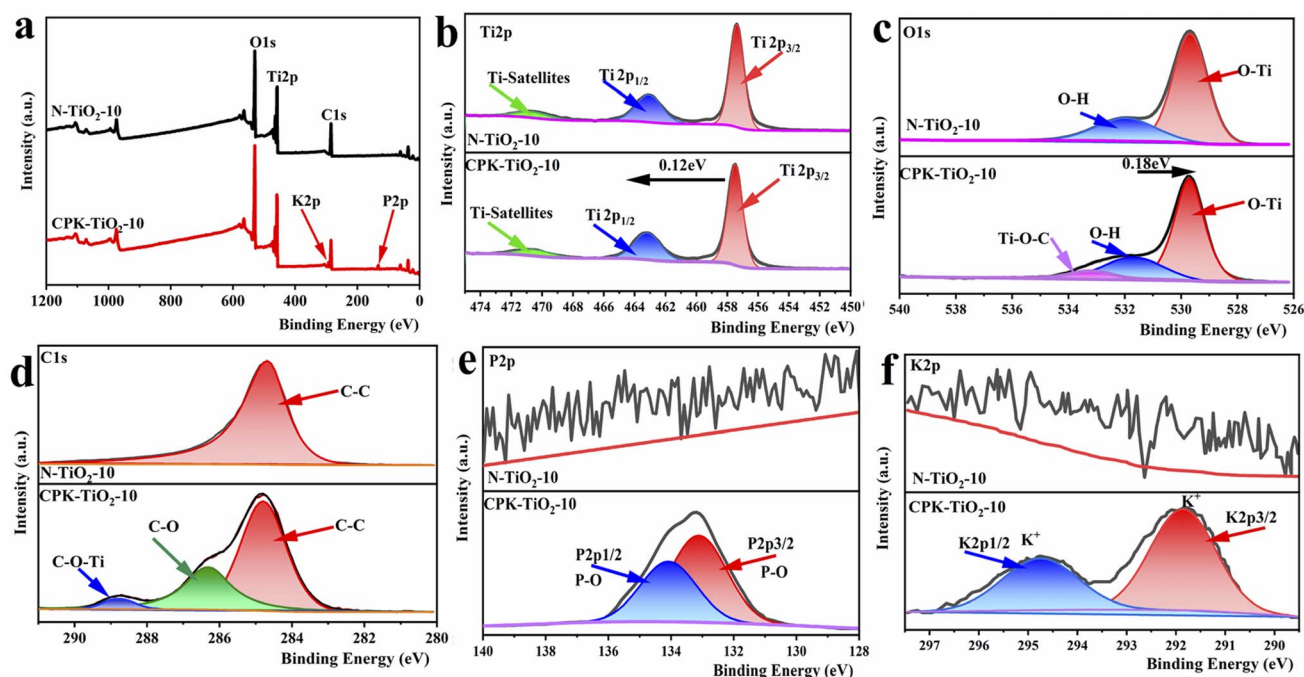 a
O1s
Ti2p
N-TiO₂-10
C1s
K2p
P2p
CPK-TiO₂-10
Intensity (a.u.)
1200 1000 800 600 400 200 0
Binding Energy (eV)
b
Ti2p
Ti 2p₃/₂
Ti-Satellites
Ti 2p₁/₂
N-TiO₂-10
CPK-TiO₂-10
0.12eV
Ti 2p₃/₂
Ti-Satellites
Ti 2p₁/₂
Intensity (a.u.)
474 472 470 468 466 464 462 460 458 456 454 452 450
Binding Energy (eV)
c
O1s
O-Ti
O-H
N-TiO₂-10
CPK-TiO₂-10
0.18eV
O-Ti
Ti-O-C
O-H
Intensity (a.u.)
540 538 536 534 532 530 528 526
Binding Energy (eV)
d
C1s
C-C
N-TiO₂-10
CPK-TiO₂-10
C-O
C-C
C-O-Ti
Intensity (a.u.)
290 288 286 284 282 280
Binding Energy (eV)
e
P2p
N-TiO₂-10
CPK-TiO₂-10
P2p1/2
P-O
P2p3/2
P-O
Intensity (a.u.)
140 138 136 134 132 130 128
Binding Energy (eV)
f
K2p
N-TiO₂-10
CPK-TiO₂-10
K⁺
K2p1/2
K⁺
K2p3/2
Intensity (a.u.)
297 296 295 294 293 292 291 290
Binding Energy (eV)